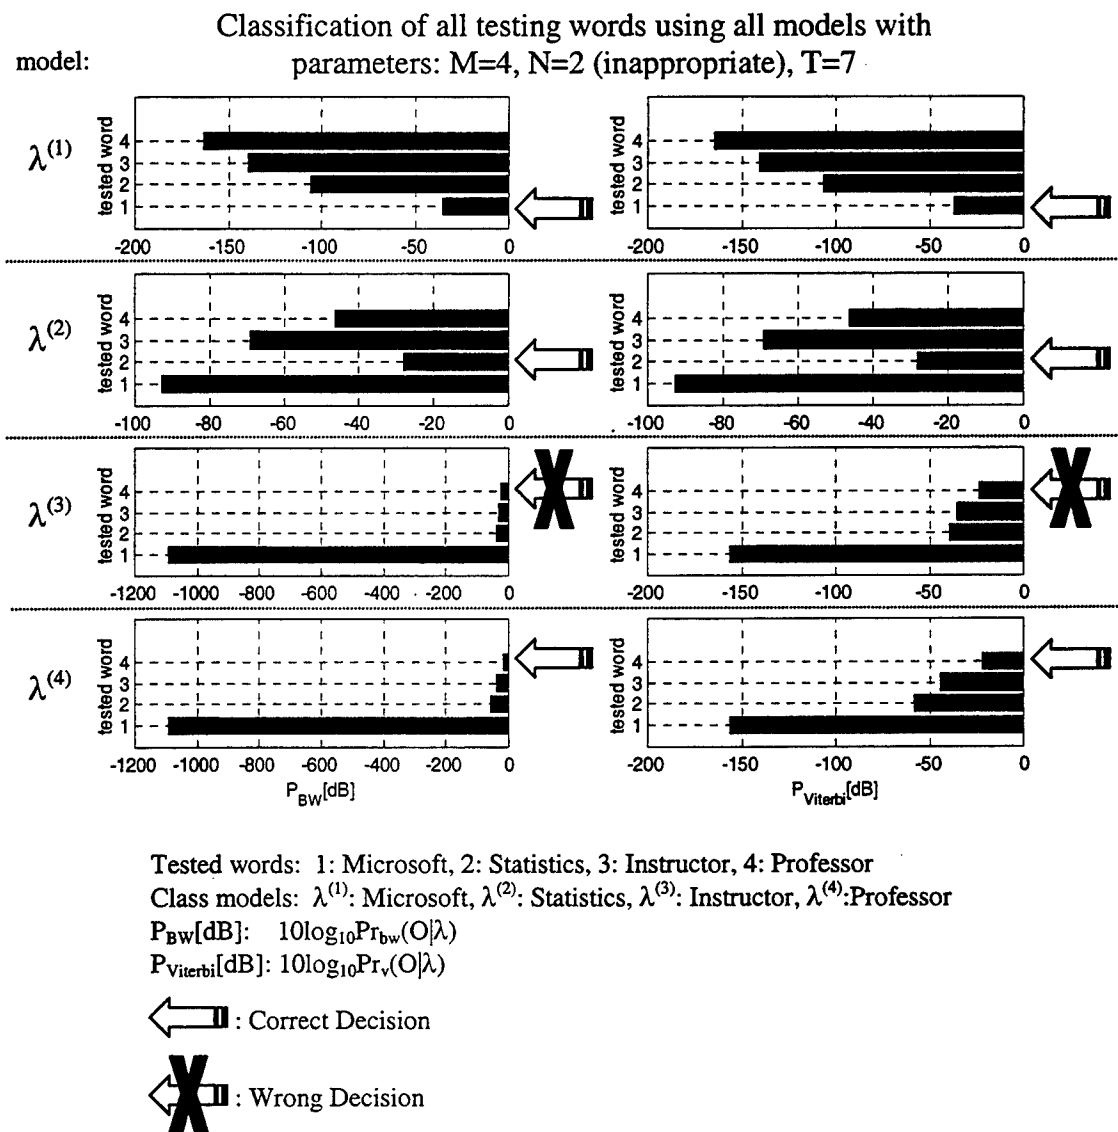 Classification of all testing words using all models with
model: parameters: M=4, N=2 (inappropriate), T=7
λ(1)
tested word
4
3
2
1
-200 -150 -100 -50 0
tested word
4
3
2
1
-200 -150 -100 -50 0
λ(2)
tested word
4
3
2
1
-100 -80 -60 -40 -20 0
tested word
4
3
2
1
-100 -80 -60 -40 -20 0
λ(3)
tested word
4
3
2
1
-1200 -1000 -800 -600 -400 -200 0
tested word
4
3
2
1
-200 -150 -100 -50 0
λ(4)
tested word
4
3
2
1
-1200 -1000 -800 -600 -400 -200 0
PBW[dB]
tested word
4
3
2
1
-200 -150 -100 -50 0
PViterbi[dB]
Tested words: 1: Microsoft, 2: Statistics, 3: Instructor, 4: Professor
Class models: λ(1): Microsoft, λ(2): Statistics, λ(3): Instructor, λ(4):Professor
PBW[dB]: 10log10Prbw(O|λ)
PViterbi[dB]: 10log10Prv(O|λ)
: Correct Decision
: Wrong Decision